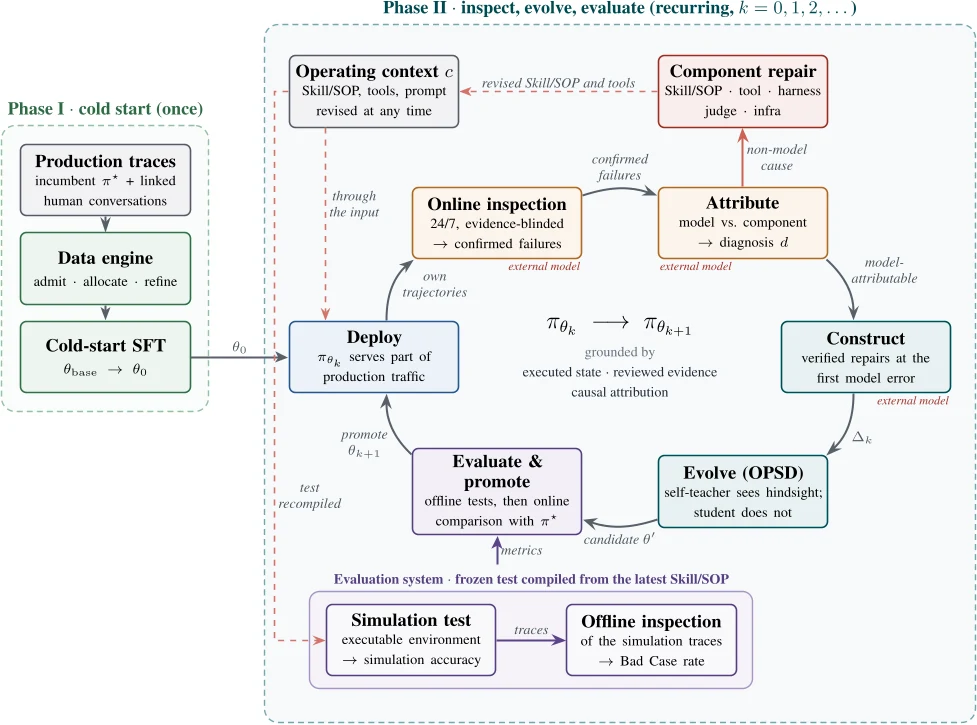 Phase II · inspect, evolve, evaluate (recurring, k = 0, 1, 2, . . . )
Phase I · cold start (once)
Production traces
incumbent π⋆ + linked
human conversations
Data engine
admit · allocate · refine
Cold-start SFT
θbase → θ0
θ0
Operating context c
Skill/SOP, tools, prompt
revised at any time
revised Skill/SOP and tools
Component repair
Skill/SOP · tool · harness
judge · infra
non-model
cause
through
the input
confirmed
failures
Online inspection
24/7, evidence-blinded
→ confirmed failures
external model
Attribute
model vs. component
→ diagnosis d
external model
own
trajectories
model-
attributable
Deploy
πθk serves part of
production traffic
πθk ⟶ πθk+1
grounded by
executed state · reviewed evidence
causal attribution
Construct
verified repairs at the
first model error
external model
Δk
promote
θk+1
Evaluate &
promote
offline tests, then online
comparison with π⋆
Evolve (OPSD)
self-teacher sees hindsight;
student does not
candidate θ′
test
recompiled
metrics
Evaluation system · frozen test compiled from the latest Skill/SOP
Simulation test
executable environment
→ simulation accuracy
traces
Offline inspection
of the simulation traces
→ Bad Case rate